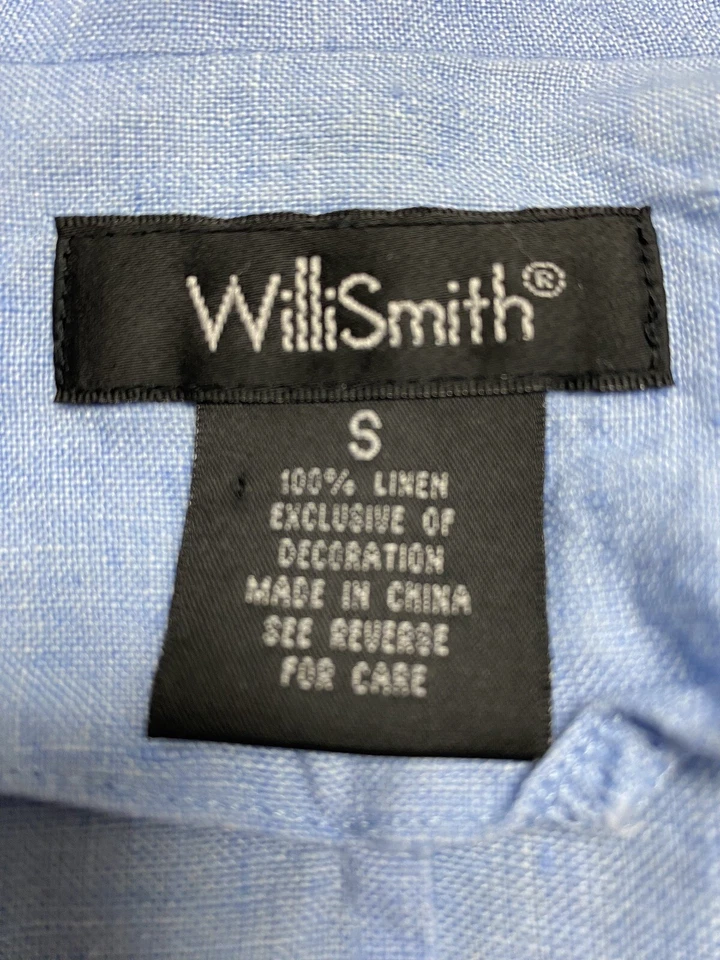 WilliSmith®
S
100% LINEN
EXCLUSIVE OF
DECORATION
MADE IN CHINA
SEE REVERSE
FOR CARE